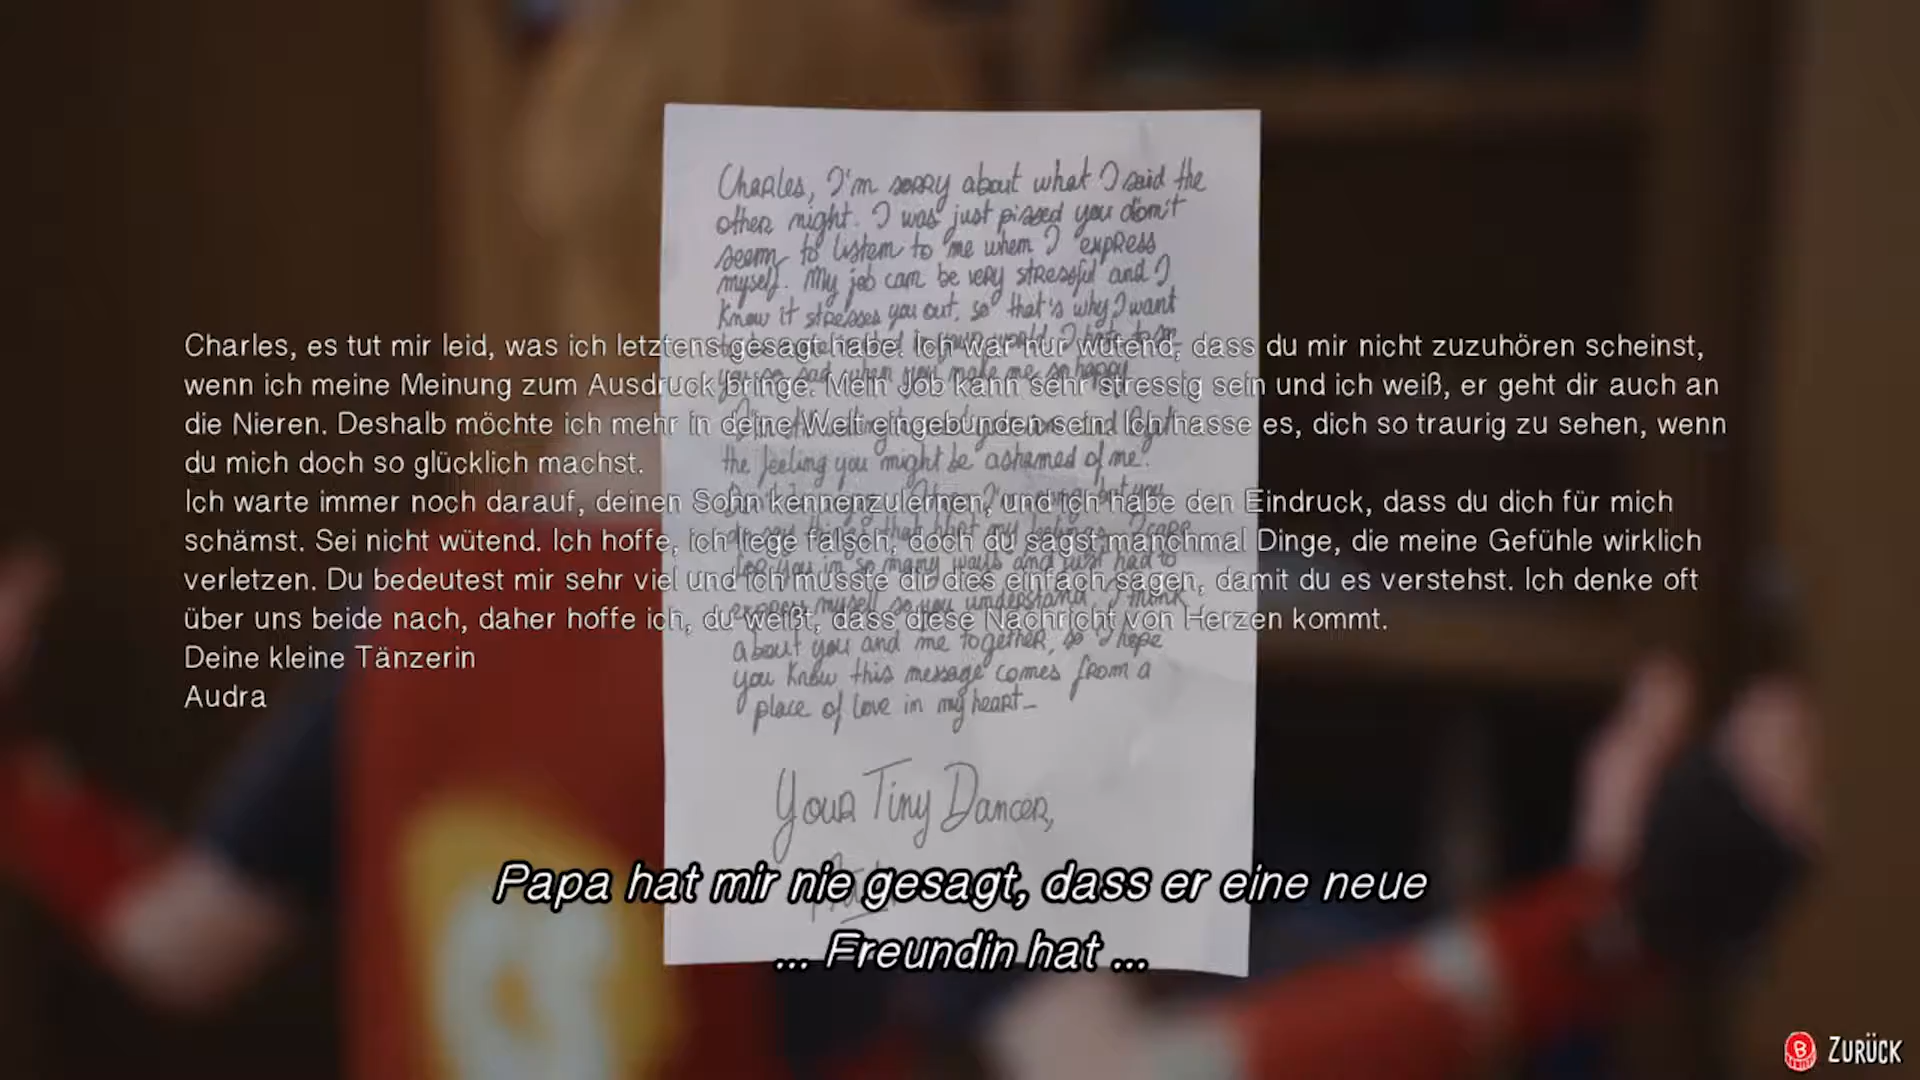 Charles, I'm sorry about what I said the
other night. I was just pissed you don't
seem to listen to me when I express
myself. My job can be very stressful and I
know it stresses you out, so that's why I want
you so sad when you make me so happy
the feeling you might be ashamed of me.
about you and me together, so I hope
you know this message comes from a
place of love in my heart_
Your Tiny Dancer,
Charles, es tut mir leid, was ich letztens gesagt habe. Ich war nur wütend, dass du mir nicht zuzuhören scheinst,
wenn ich meine Meinung zum Ausdruck bringe. Mein Job kann sehr stressig sein und ich weiß, er geht dir auch an
die Nieren. Deshalb möchte ich mehr in deine Welt eingebunden sein. Ich hasse es, dich so traurig zu sehen, wenn
du mich doch so glücklich machst.
Ich warte immer noch darauf, deinen Sohn kennenzulernen, und ich habe den Eindruck, dass du dich für mich
schämst. Sei nicht wütend. Ich hoffe, ich liege falsch, doch du sagst manchmal Dinge, die meine Gefühle wirklich
verletzen. Du bedeutest mir sehr viel und ich musste dir dies einfach sagen, damit du es verstehst. Ich denke oft
über uns beide nach, daher hoffe ich, du weißt, dass diese Nachricht von Herzen kommt.
Deine kleine Tänzerin
Audra
Papa hat mir nie gesagt, dass er eine neue
... Freundin hat ...
B ZURÜCK